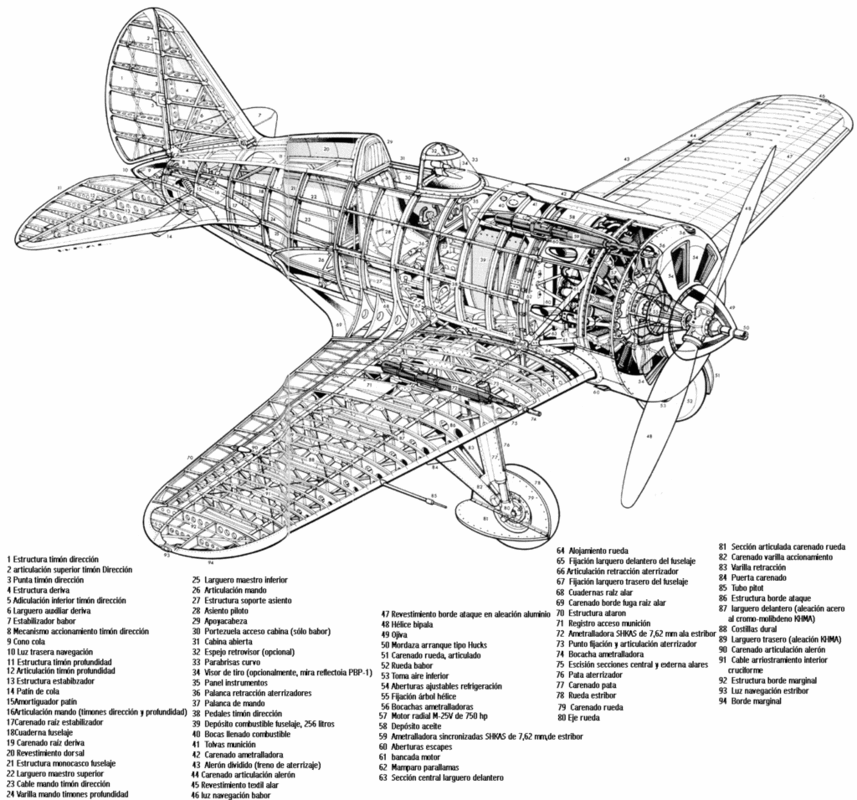 1 Estructura timón dirección
2 articulación superior timón Dirección
3 Punta timón dirección
4 Estructura deriva
5 Adiculación inferior timón dirección
6 Larguero auxiliar deriva
7 Estabilizador babor
8 Mecanismo accionamiento timón dirección
9 Cono cola
10 Luz trasera navegación
11 Estructura timón profundidad
12 Articulación timón profundidad
13 Estructura estabibzador
14 Patín de cola
15Amortiguador patín
16Articulación mando (timones dirección y profundidad)
17Carenado raíz estabilizador
18Cuaderna fuselaje
19 Carenado raíz deriva
20 Revestimiento dorsal
21 Estructura monocasco fuselaje
22 Larguero maestro superior
23 Cable mando timón dirección
24 Varilla mando timones profundidad
25 Larguero maestro inferior
26 Articulación mando
27 Estructura soporte asiento
28 Asiento piloto
29 Apoyacabeza
30 Portezuela acceso cabina (sólo babor)
31 Cabina abierta
32 Espejo retrovisor (opcional)
33 Parabrisas curvo
34 Visor de tiro (opcionalmente, mira reflectoia PBP-1)
35 Panel instrumentos
36 Palanca retracción aterrizadores
37 Palanca de mando
38 Pedales timón dirección
39 Depósito combustible fuselaje, 256 litros
40 Bocas llenado combustible
41 Tolvas munición
42 Carenado ametralladora
43 Alerón dividido (freno de aterrizaje)
44 Carenado articulación alerón
45 Revestimiento textil alar
46 luz navegación babor
47 Revestimiento borde ataque en aleación aluminio
48 Hélice bipala
49 Ojiva
50 Mordaza arranque tipo Hucks
51 Carenado rueda, articulado
52 Rueda babor
53 Toma aire inferior
54 Aberturas ajustables refrigeración
55 Fijación árbol hélice
56 Bocachas ametralladoras
57 Motor radial M-25V de 750 hp
58 Depósito aceite
59 Ametralladora sincronizadas SHKAS de 7,62 mm,de estribor
60 Aberturas escapes
61 bancada motor
62 Mamparo parallamas
63 Sección central larguero delantero
64 Alojamiento rueda
65 Fijación larquero delantero del fuselaje
66 Articulación retracción aterrizador
67 Fijación larguero trasero del fuselaje
68 Cuadernas raíz alar
69 Carenado borde fuga raíz alar
70 Estructura ataron
71 Registro acceso munición
72 Ametralladora SHKAS de 7,62 mm ala estribor
73 Punto fijación y articulación aterrizador
74 Bocacha ametralladora
75 Escisión secciones central y externa alares
76 Pata aterrizador
77 Carenado pata
78 Rueda estribor
79 Carenado rueda
80 Eje rueda
81 Sección articulada carenado rueda
82 Carenado varilla accionamiento
83 Varilla retracción
84 Puerta carenado
85 Tubo pitot
86 Estructura borde ataque
87 larguero delantero (aleación acero
al cromo-molibdeno KHMA)
88 Costillas dural
89 Larguero trasero (aleación KHMA)
90 Carenado articulación alerón
91 Cable arriostramiento interior
cruciforme
92 Estructura borde marginal
93 Luz navegación estribor
94 Borde marginal